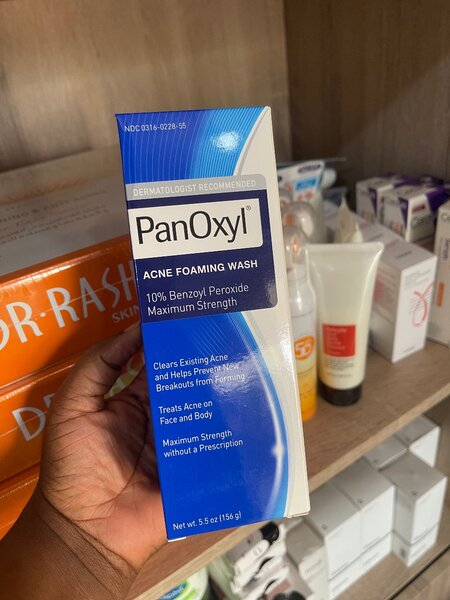 NDC 0316-0228-55
DERMATOLOGIST RECOMMENDED
PanOxyl®
ACNE FOAMING WASH
10% Benzoyl Peroxide
Maximum Strength
Clears Existing Acne
and Helps Prevent New
Breakouts from Forming
Treats Acne on
Face and Body
Maximum Strength
without a Prescription
Net wt. 5.5 oz (156 g)
DR. RASH
SKIN